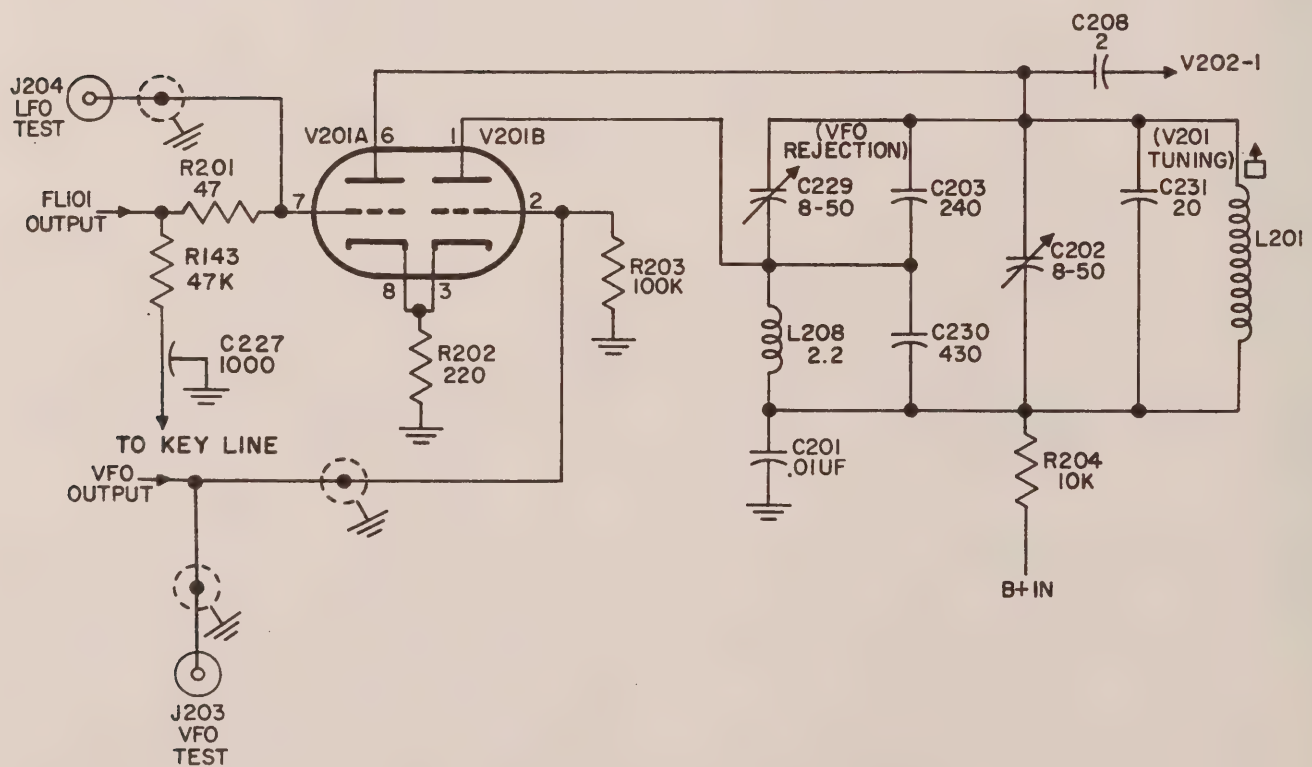 C208
2
V202-1
J204
LFO
TEST
V201A 6
1 V201B
(VFO
REJECTION)
(V201
TUNING)
R201
47
C229
8-50
C203
240
C231
20
FL101
OUTPUT
7
2
L201
R143
47K
R203
100K
C202
8-50
8
3
C227
1000
R202
220
L208
2.2
C230
430
TO KEY LINE
VFO
OUTPUT
C201
.01UF
R204
10K
B+IN
J203
VFO
TEST